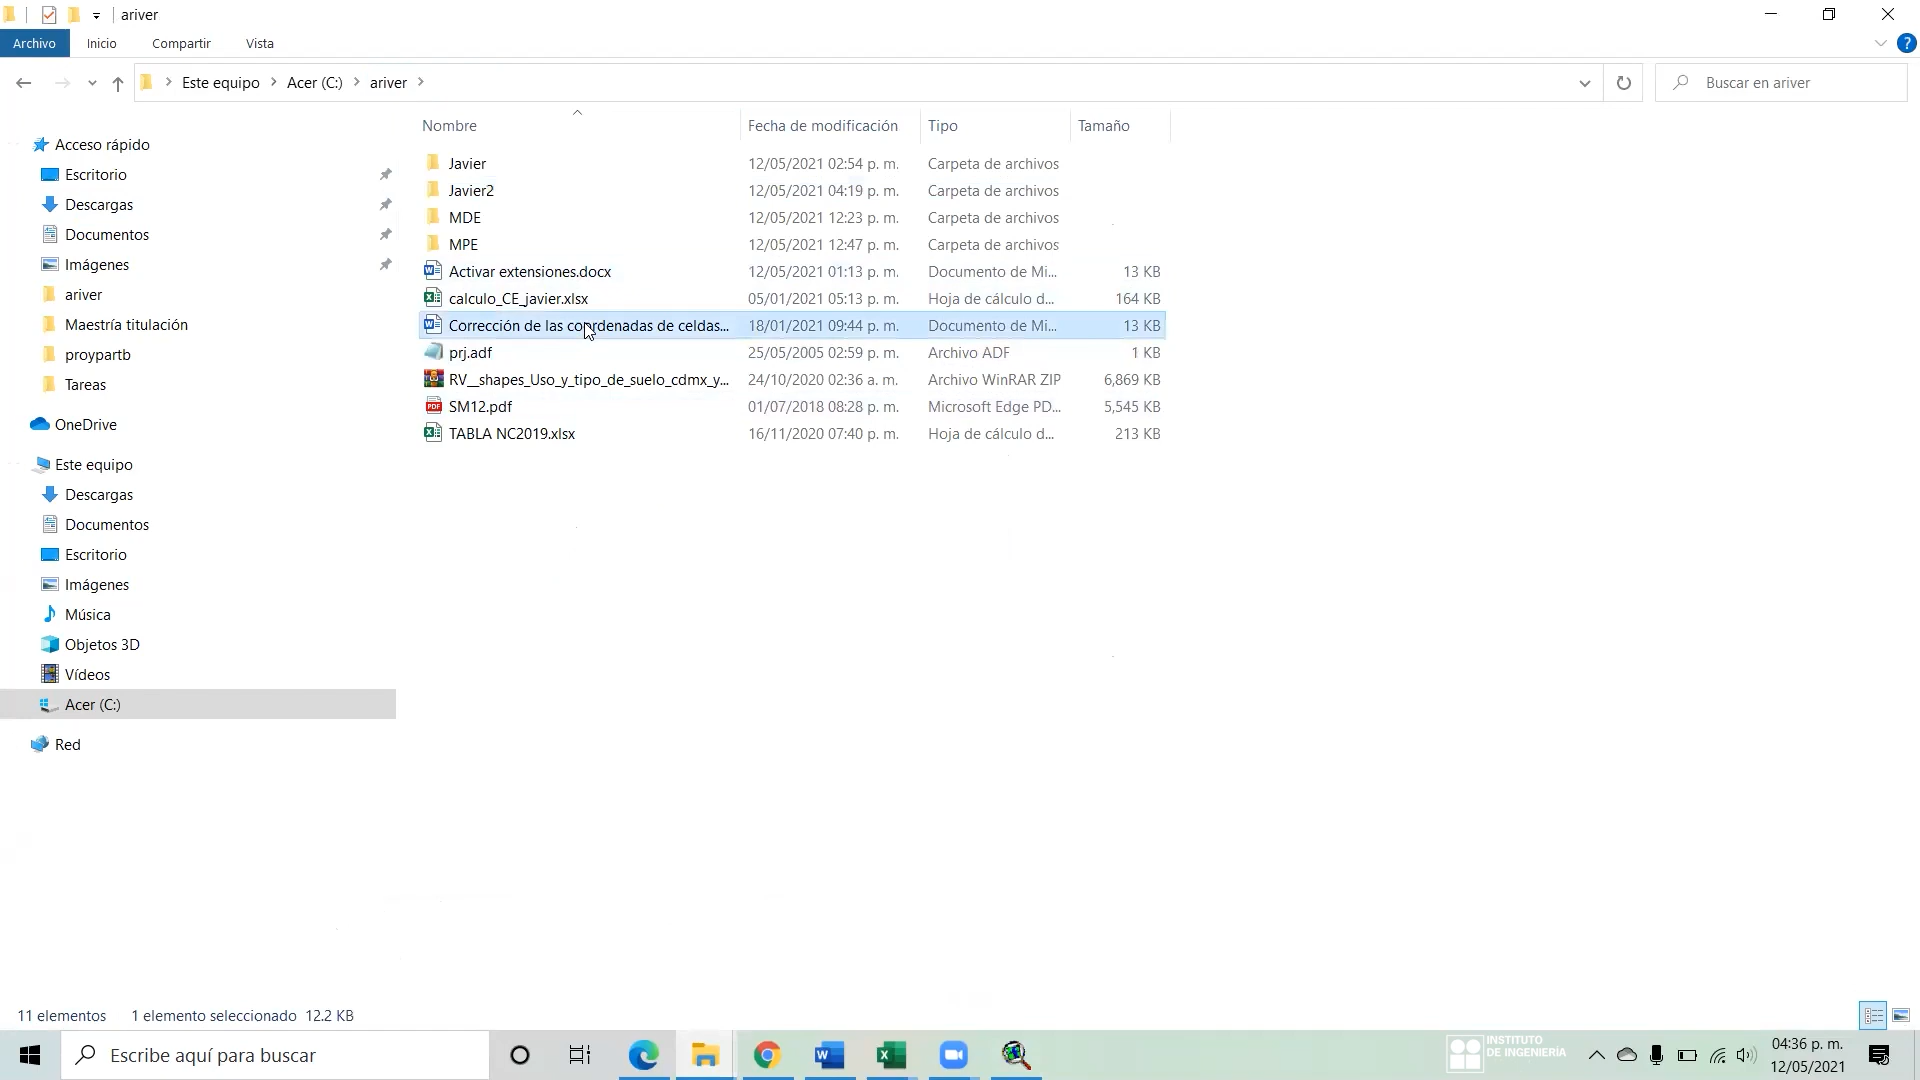 ariver
Archivo Inicio Compartir Vista
Este equipo Acer (C:) ariver Buscar en ariver
Nombre Fecha de modificación Tipo Tamaño
Acceso rápido
Escritorio
Descargas
Documentos
Imágenes
ariver
Maestría titulación
proypartb
Tareas
OneDrive
Este equipo
Descargas
Documentos
Escritorio
Imágenes
Música
Objetos 3D
Vídeos
Acer (C:)
Red
Javier 12/05/2021 02:54 p. m. Carpeta de archivos
Javier2 12/05/2021 04:19 p. m. Carpeta de archivos
MDE 12/05/2021 12:23 p. m. Carpeta de archivos
MPE 12/05/2021 12:47 p. m. Carpeta de archivos
Activar extensiones.docx 12/05/2021 01:13 p. m. Documento de Mi... 13 KB
calculo_CE_javier.xlsx 05/01/2021 05:13 p. m. Hoja de cálculo d... 164 KB
Corrección de las coordenadas de celdas... 18/01/2021 09:44 p. m. Documento de Mi... 13 KB
prj.adf 25/05/2005 02:59 p. m. Archivo ADF 1 KB
RV__shapes_Uso_y_tipo_de_suelo_cdmx_y... 24/10/2020 02:36 a. m. Archivo WinRAR ZIP 6,869 KB
SM12.pdf 01/07/2018 08:28 p. m. Microsoft Edge PD... 5,545 KB
TABLA NC2019.xlsx 16/11/2020 07:40 p. m. Hoja de cálculo d... 213 KB
11 elementos 1 elemento seleccionado 12.2 KB
Escribe aquí para buscar
INSTITUTO
DE INGENIERÍA
04:36 p. m.
12/05/2021